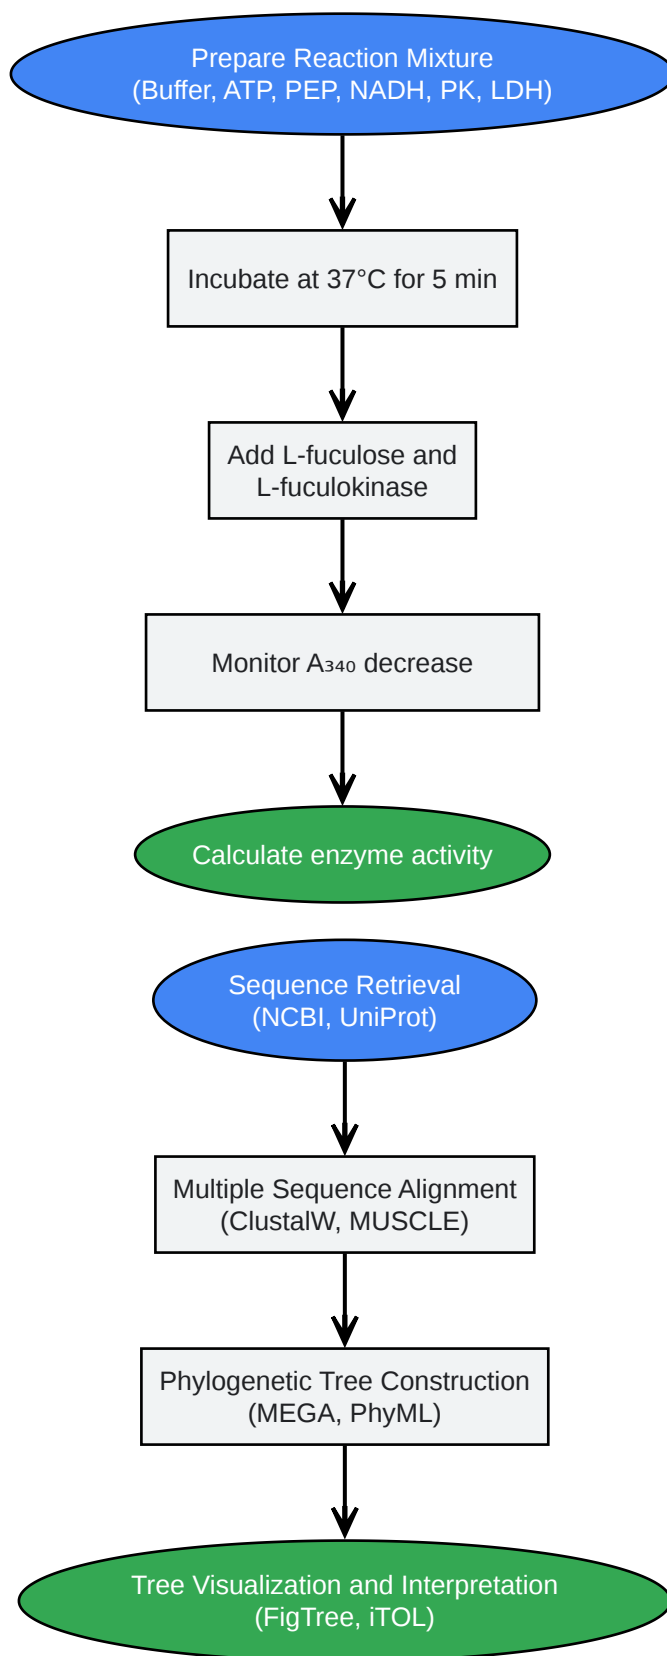 Prepare Reaction Mixture
(Buffer, ATP, PEP, NADH, PK, LDH)
Incubate at 37°C for 5 min
Add L-fuculose and
L-fuculokinase
Monitor A₃₄₀ decrease
Calculate enzyme activity
Sequence Retrieval
(NCBI, UniProt)
Multiple Sequence Alignment
(ClustalW, MUSCLE)
Phylogenetic Tree Construction
(MEGA, PhyML)
Tree Visualization and Interpretation
(FigTree, iTOL)